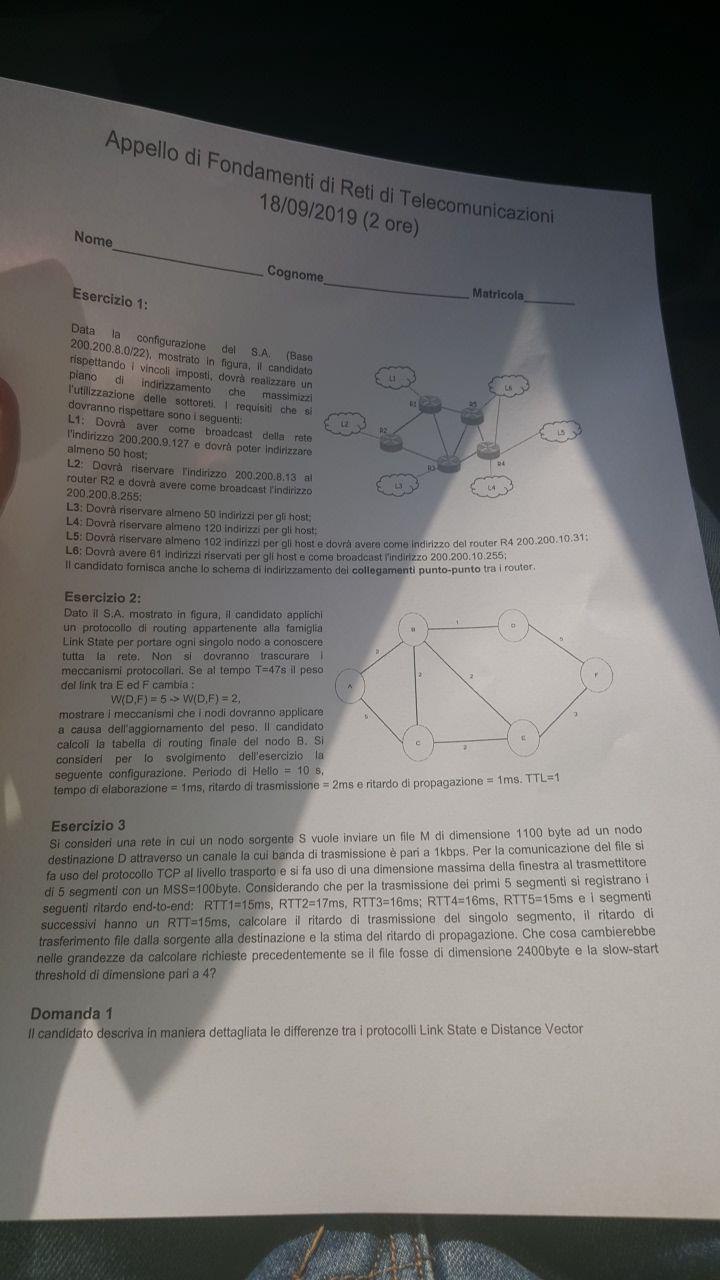 Appello di Fondamenti di Reti di Telecomunicazioni
18/09/2019 (2 ore)
Nome Cognome Matricola
Esercizio 1:
Data la configurazione del S.A. (Base
200.200.8.0/22), mostrato in figura, il candidato
rispettando i vincoli imposti, dovrà realizzare un
piano di indirizzamento che massimizzi
l'utilizzazione delle sottoreti. I requisiti che si
dovranno rispettare sono i seguenti:
L1: Dovrà aver come broadcast della rete
l'indirizzo 200.200.9.127 e dovrà poter indirizzare
almeno 50 host;
L2: Dovrà riservare l'indirizzo 200.200.8.13 al
router R2 e dovrà avere come broadcast l'indirizzo
200.200.8.255;
L3: Dovrà riservare almeno 50 indirizzi per gli host;
L4: Dovrà riservare almeno 120 indirizzi per gli host;
L5: Dovrà riservare almeno 102 indirizzi per gli host e dovrà avere come indirizzo del router R4 200.200.10.31;
L6: Dovrà avere 61 indirizzi riservati per gli host e come broadcast l'indirizzo 200.200.10.255;
Il candidato fornisca anche lo schema di indirizzamento dei collegamenti punto-punto tra i router.
L1
L6
R1
R5
L2
R2
L5
R3
R4
L3
L4
Esercizio 2:
Dato il S.A. mostrato in figura, il candidato applichi
un protocollo di routing appartenente alla famiglia
Link State per portare ogni singolo nodo a conoscere
tutta la rete. Non si dovranno trascurare i
meccanismi protocollari. Se al tempo T=47s il peso
del link tra E ed F cambia :
W(D,F) = 5 -> W(D,F) = 2,
mostrare i meccanismi che i nodi dovranno applicare
a causa dell'aggiornamento del peso. Il candidato
calcoli la tabella di routing finale del nodo B. Si
consideri per lo svolgimento dell'esercizio la
seguente configurazione. Periodo di Hello = 10 s,
tempo di elaborazione = 1ms, ritardo di trasmissione = 2ms e ritardo di propagazione = 1ms. TTL=1
B
1
D
5
F
A
2
2
5
3
C
2
E
Esercizio 3
Si consideri una rete in cui un nodo sorgente S vuole inviare un file M di dimensione 1100 byte ad un nodo
destinazione D attraverso un canale la cui banda di trasmissione è pari a 1kbps. Per la comunicazione del file si
fa uso del protocollo TCP al livello trasporto e si fa uso di una dimensione massima della finestra al trasmettitore
di 5 segmenti con un MSS=100byte. Considerando che per la trasmissione dei primi 5 segmenti si registrano i
seguenti ritardo end-to-end: RTT1=15ms, RTT2=17ms, RTT3=16ms; RTT4=16ms, RTT5=15ms e i segmenti
successivi hanno un RTT=15ms, calcolare il ritardo di trasmissione del singolo segmento, il ritardo di
trasferimento file dalla sorgente alla destinazione e la stima del ritardo di propagazione. Che cosa cambierebbe
nelle grandezze da calcolare richieste precedentemente se il file fosse di dimensione 2400byte e la slow-start
threshold di dimensione pari a 4?
Domanda 1
Il candidato descriva in maniera dettagliata le differenze tra i protocolli Link State e Distance Vector